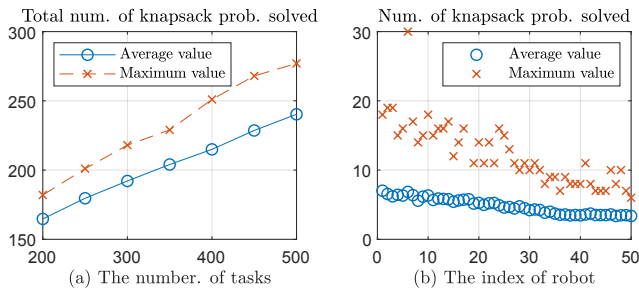 Total num. of knapsack prob. solved
300
250
200
150
Average value
Maximum value
200
300
400
500
(a) The number. of tasks
Num. of knapsack prob. solved
30
20
10
0
Average value
Maximum value
0
10
20
30
40
50
(b) The index of robot